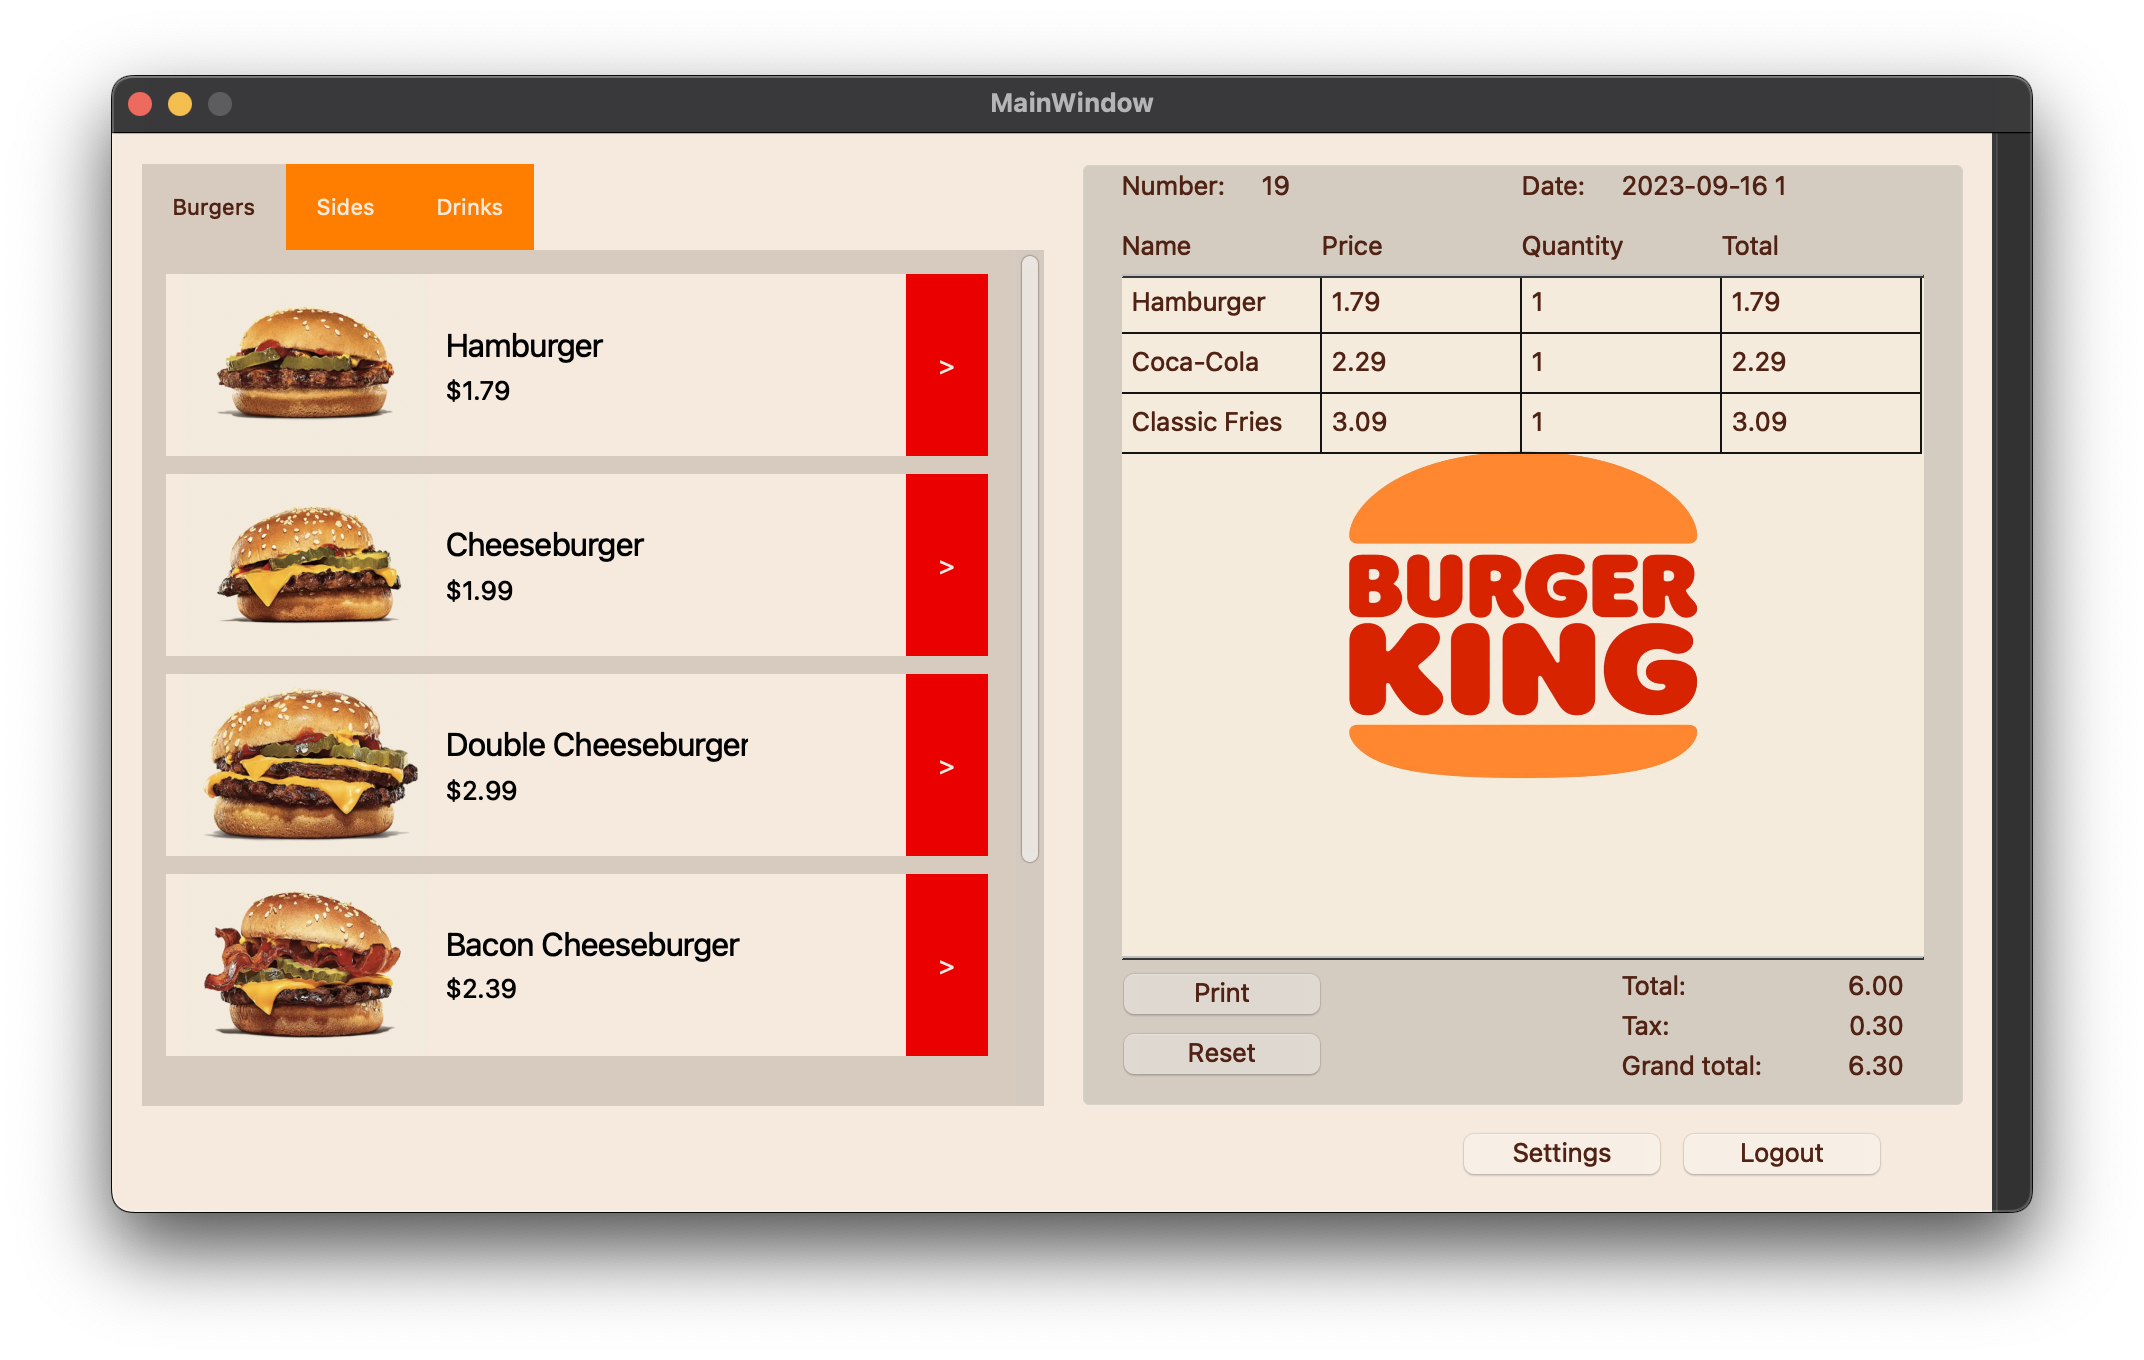 MainWindow
Burgers Sides Drinks
Hamburger
$1.79
>
Cheeseburger
$1.99
>
Double Cheeseburger
$2.99
>
Bacon Cheeseburger
$2.39
>
Number: 19 Date: 2023-09-16 1
Name Price Quantity Total
Hamburger 1.79 1 1.79
Coca-Cola 2.29 1 2.29
Classic Fries 3.09 1 3.09
BURGER
KING
Print
Reset
Total: 6.00
Tax: 0.30
Grand total: 6.30
Settings Logout